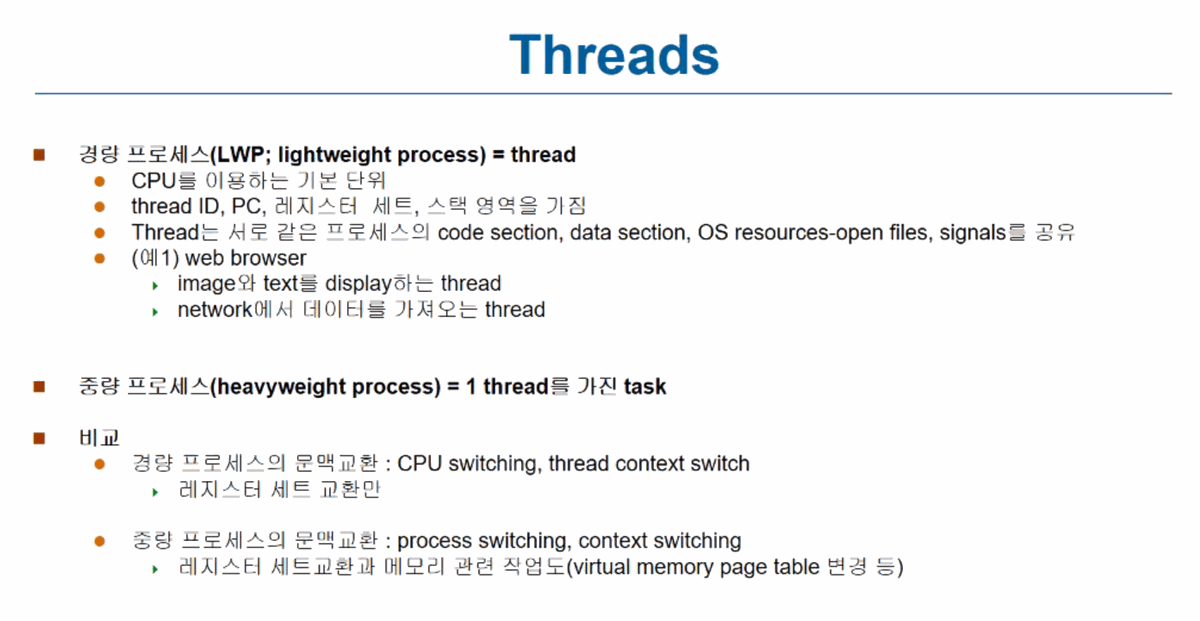 Threads
경량 프로세스(LWP; lightweight process) = thread
CPU를 이용하는 기본 단위
thread ID, PC, 레지스터 세트, 스택 영역을 가짐
Thread는 서로 같은 프로세스의 code section, data section, OS resources-open files, signals를 공유
(예1) web browser
image와 text를 display하는 thread
network에서 데이터를 가져오는 thread
중량 프로세스(heavyweight process) = 1 thread를 가진 task
비교
경량 프로세스의 문맥교환 : CPU switching, thread context switch
레지스터 세트 교환만
중량 프로세스의 문맥교환 : process switching, context switching
레지스터 세트교환과 메모리 관련 작업도(virtual memory page table 변경 등)